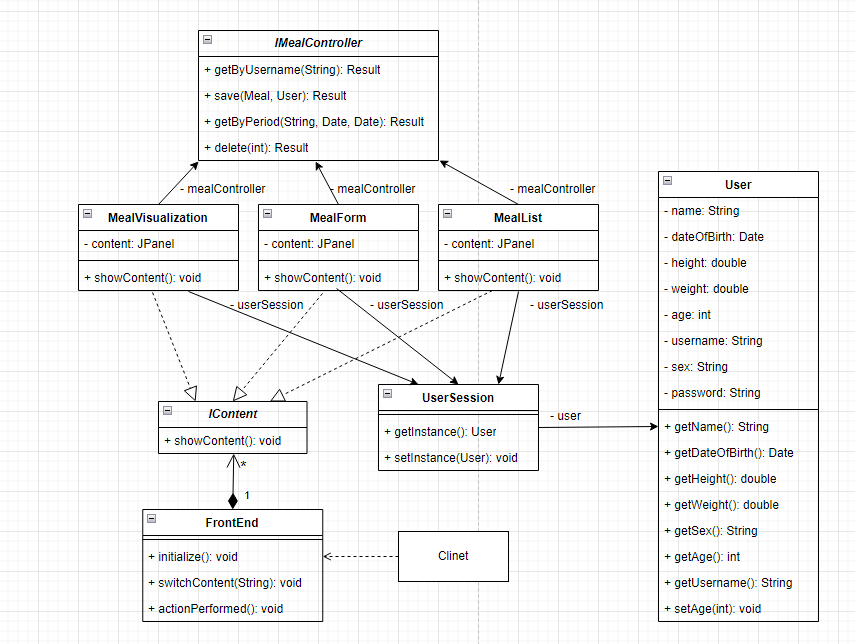 IMealController
+ getByUsername(String): Result
+ save(Meal, User): Result
+ getByPeriod(String, Date, Date): Result
+ delete(int): Result
- mealController
- mealController
- mealController
MealVisualization
- content: JPanel
+ showContent(): void
MealForm
- content: JPanel
+ showContent(): void
MealList
- content: JPanel
+ showContent(): void
- userSession
- userSession
- userSession
IContent
+ showContent(): void
*
1
FrontEnd
+ initialize(): void
+ switchContent(String): void
+ actionPerformed(): void
Clinet
UserSession
+ getInstance(): User
+ setInstance(User): void
- user
User
- name: String
- dateOfBirth: Date
- height: double
- weight: double
- age: int
- username: String
- sex: String
- password: String
+ getName(): String
+ getDateOfBirth(): Date
+ getHeight(): double
+ getWeight(): double
+ getSex(): String
+ getAge(): int
+ getUsername(): String
+ setAge(int): void